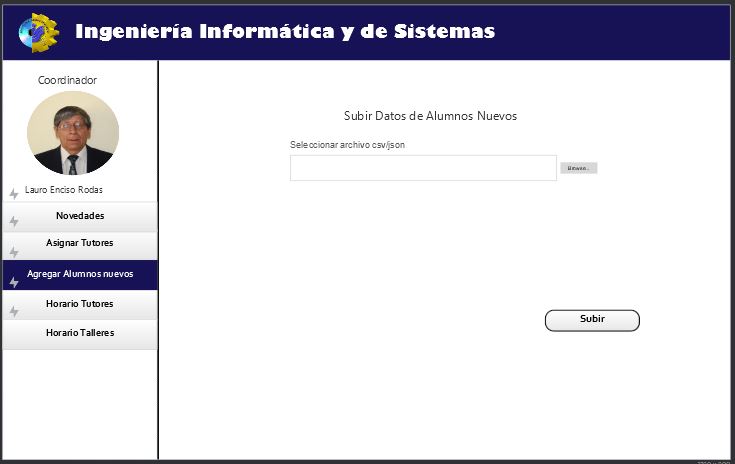 Ingeniería Informática y de Sistemas
Coordinador
Subir Datos de Alumnos Nuevos
Seleccionar archivo csv/json
Browse...
Lauro Enciso Rodas
Novedades
Asignar Tutores
Agregar Alumnos nuevos
Horario Tutores
Subir
Horario Talleres